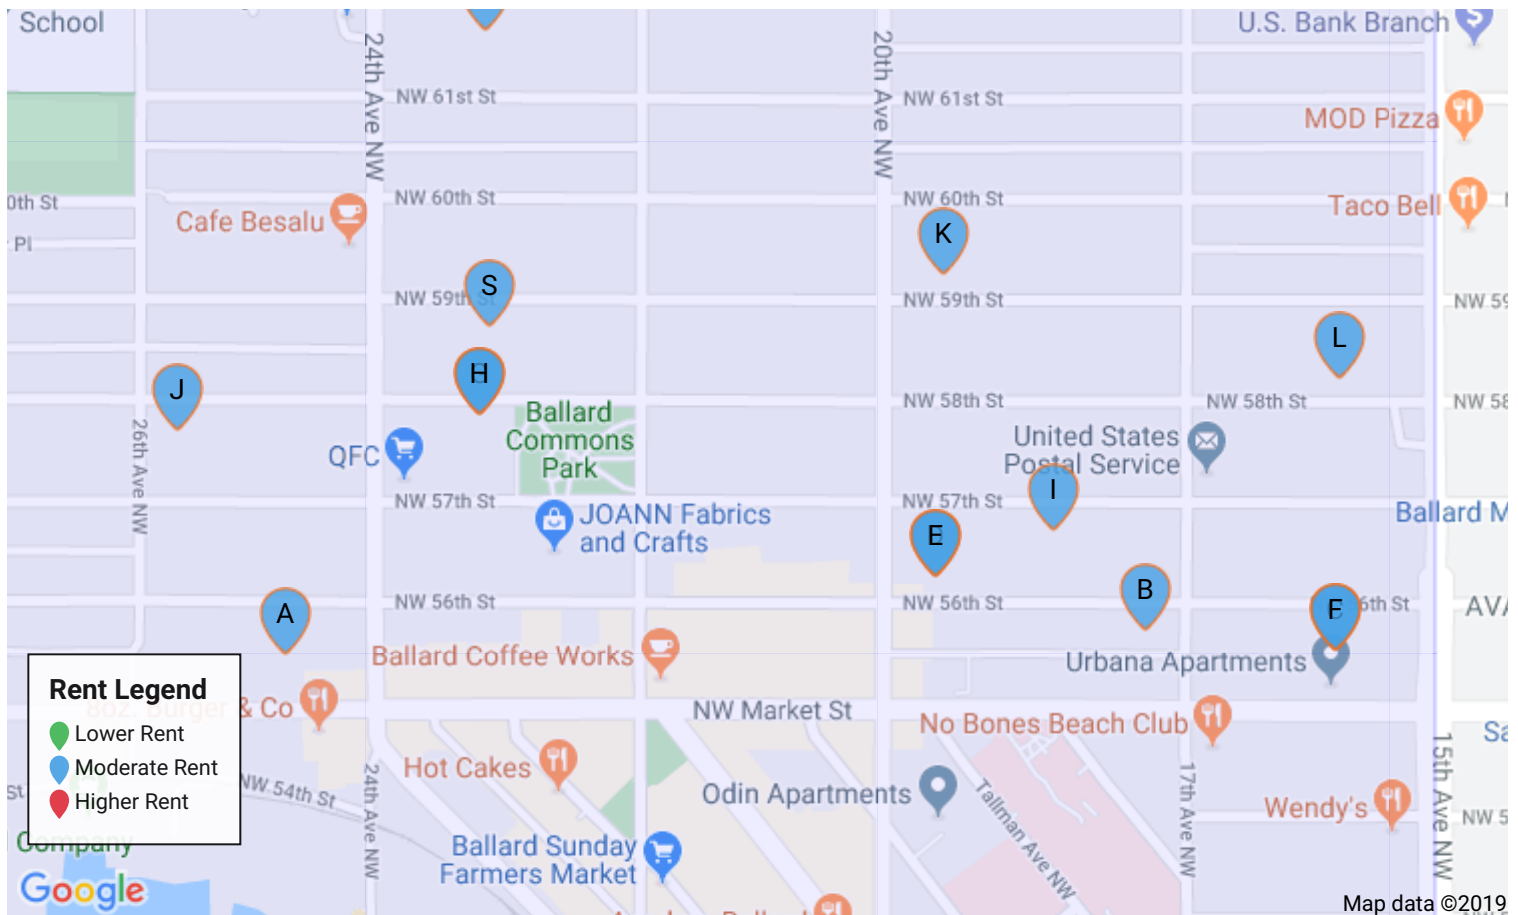 School
U.S. Bank Branch
24th Ave NW
20th Ave NW
NW 61st St
NW 61st St
MOD Pizza
0th St
NW 60th St
NW 60th St
Taco Bell
Cafe Besalu
Pl
K
S
NW 59th St
NW 59th St
NW 59
L
H
J
NW 58th St
NW 58th St
NW 58
Ballard
Commons
Park
26th Ave NW
QFC
United States
Postal Service
I
NW 57th St
NW 57th St
JOANN Fabrics
and Crafts
Ballard M
E
B
A
NW 56th St
NW 56th St
F
6th St
AVA
Ballard Coffee Works
Urbana Apartments
Rent Legend
Lower Rent
Moderate Rent
Higher Rent
8oz. Burger & Co
NW Market St
No Bones Beach Club
Sa
15th Ave NW
Hot Cakes
NW 54th St
24th Ave NW
Odin Apartments
Tallman Ave NW
17th Ave NW
Wendy's
NW 5
St
Company
Ballard Sunday
Farmers Market
Google
Map data ©2019